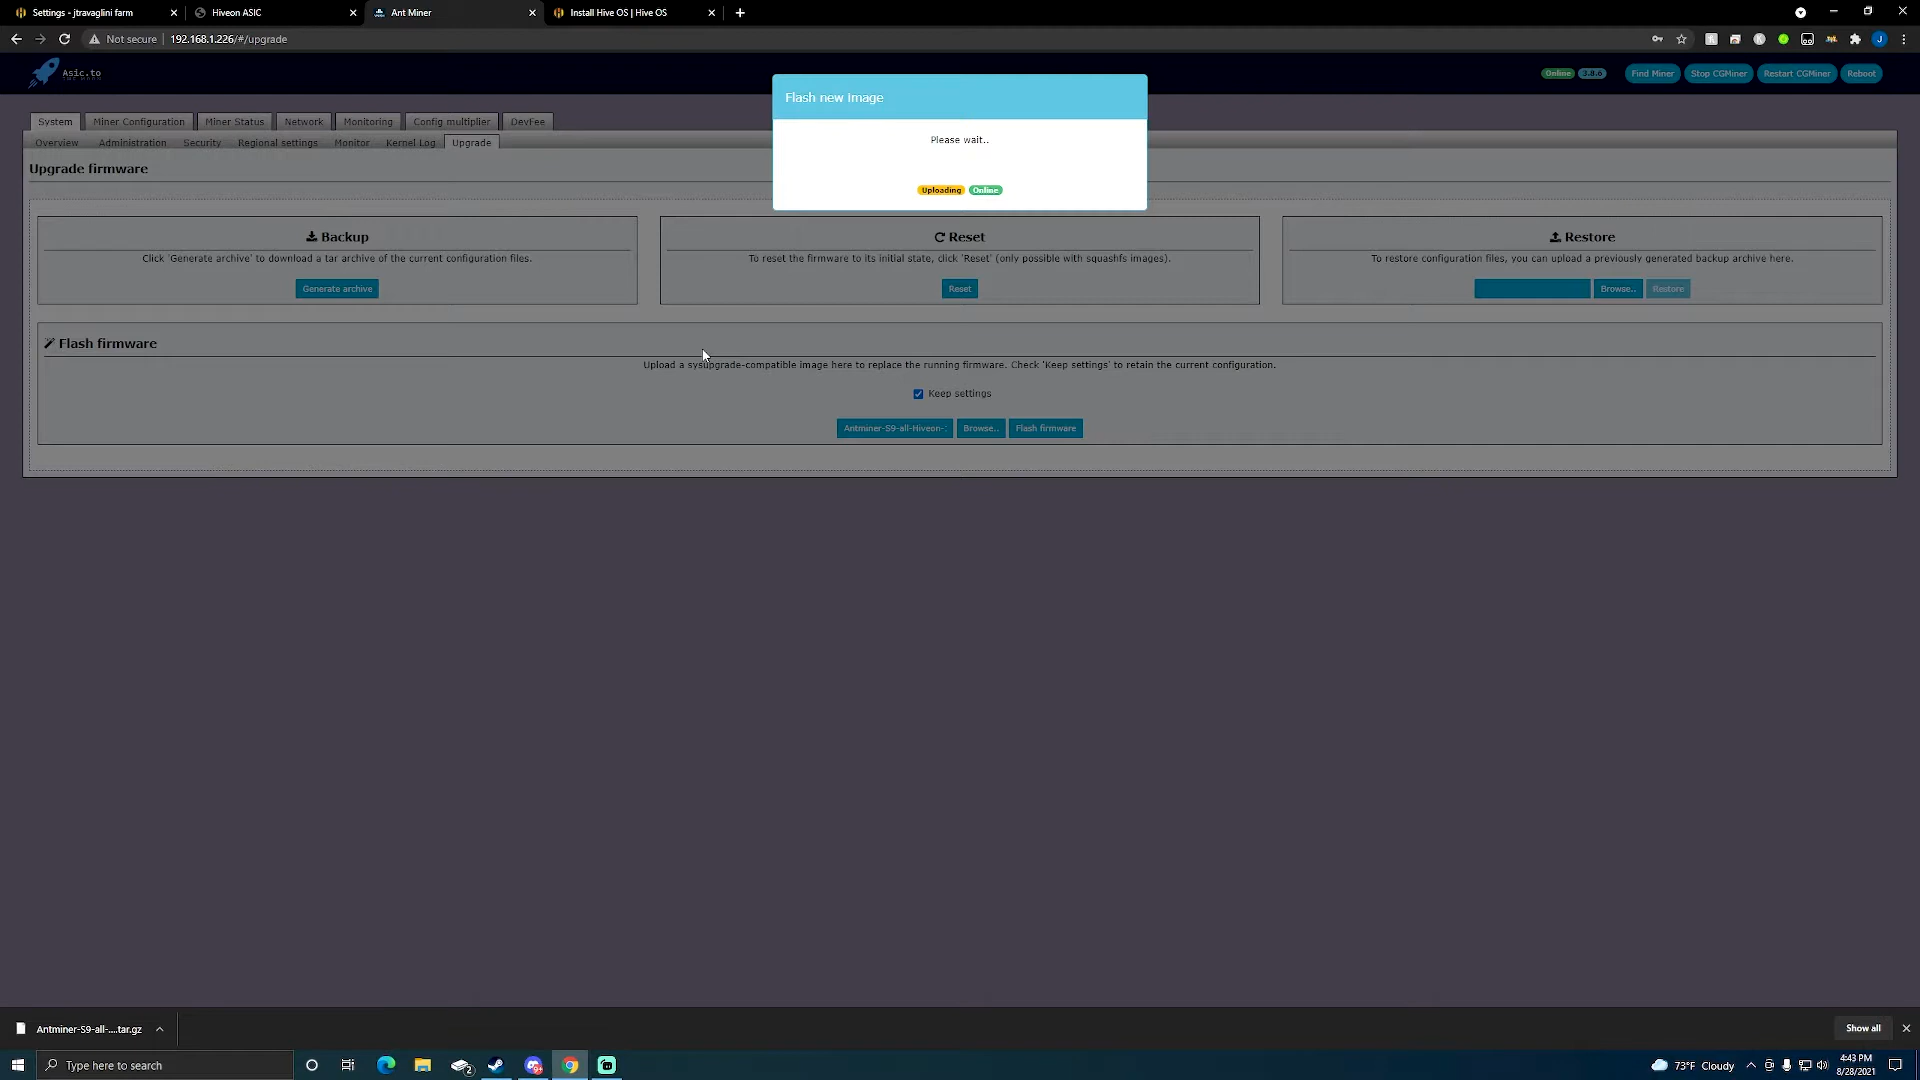 Settings - jtravaglini farm
Hiveon ASIC
Ant Miner
Install Hive OS | Hive OS
Not secure
192.168.1.226/#/upgrade
Asic.to
Online
3.8.6
Find Miner
Stop CGMiner
Restart CGMiner
Reboot
Flash new Image
Please wait..
Uploading
Online
System
Miner Configuration
Miner Status
Network
Monitoring
Config multiplier
DevFee
Overview
Administration
Security
Regional settings
Monitor
Kernel Log
Upgrade
Upgrade firmware
Backup
Click 'Generate archive' to download a tar archive of the current configuration files.
Generate archive
Reset
To reset the firmware to its initial state, click 'Reset' (only possible with squashfs images).
Reset
Restore
To restore configuration files, you can upload a previously generated backup archive here.
Browse..
Restore
Flash firmware
Upload a sysupgrade-compatible image here to replace the running firmware. Check 'Keep settings' to retain the current configuration.
Keep settings
Antminer-S9-all-Hiveon-
Browse..
Flash firmware
Antminer-S9-all-....tar.gz
Show all
Type here to search
73°F Cloudy
4:43 PM
8/28/2021